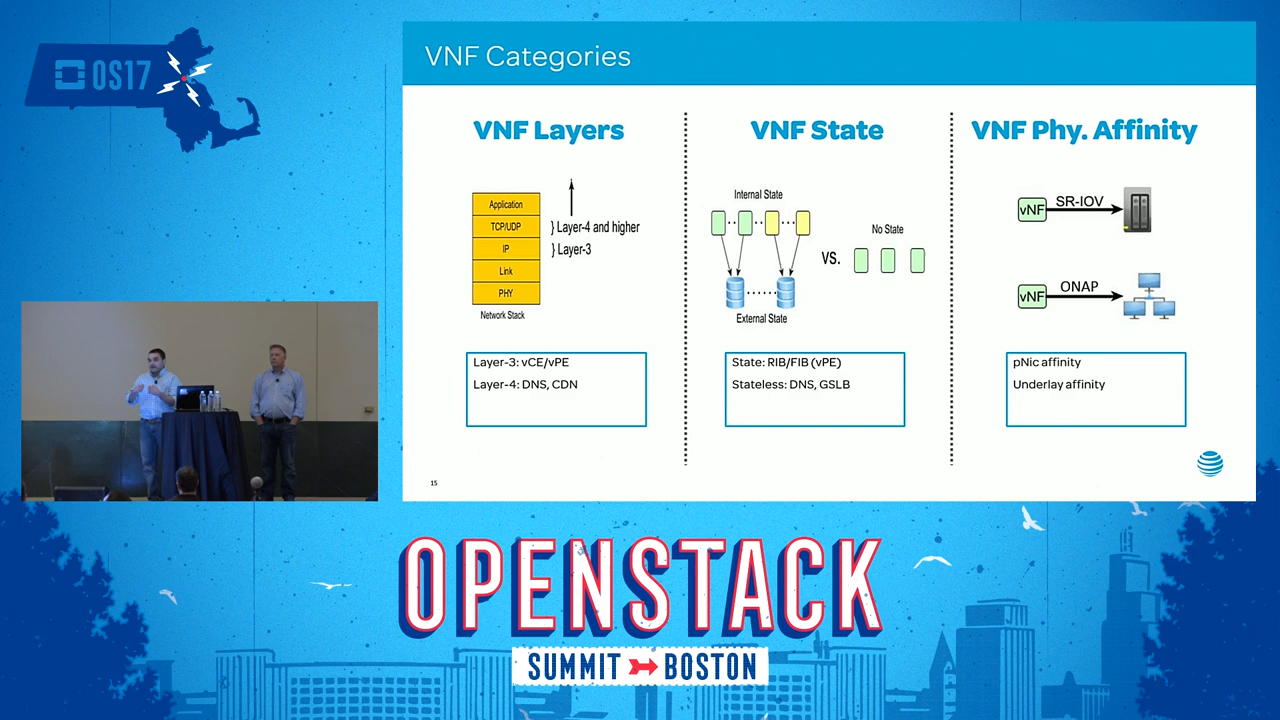 OS17
VNF Categories
VNF Layers
Application
TCP/UDP
IP
Link
PHY
} Layer-4 and higher
} Layer-3
Network Stack
Layer-3: vCE/vPE
Layer-4: DNS, CDN
VNF State
Internal State
VS.
No State
External State
State: RIB/FIB (vPE)
Stateless: DNS, GSLB
VNF Phy. Affinity
vNF
SR-IOV
vNF
ONAP
pNic affinity
Underlay affinity
15
OPENSTACK
SUMMIT BOSTON